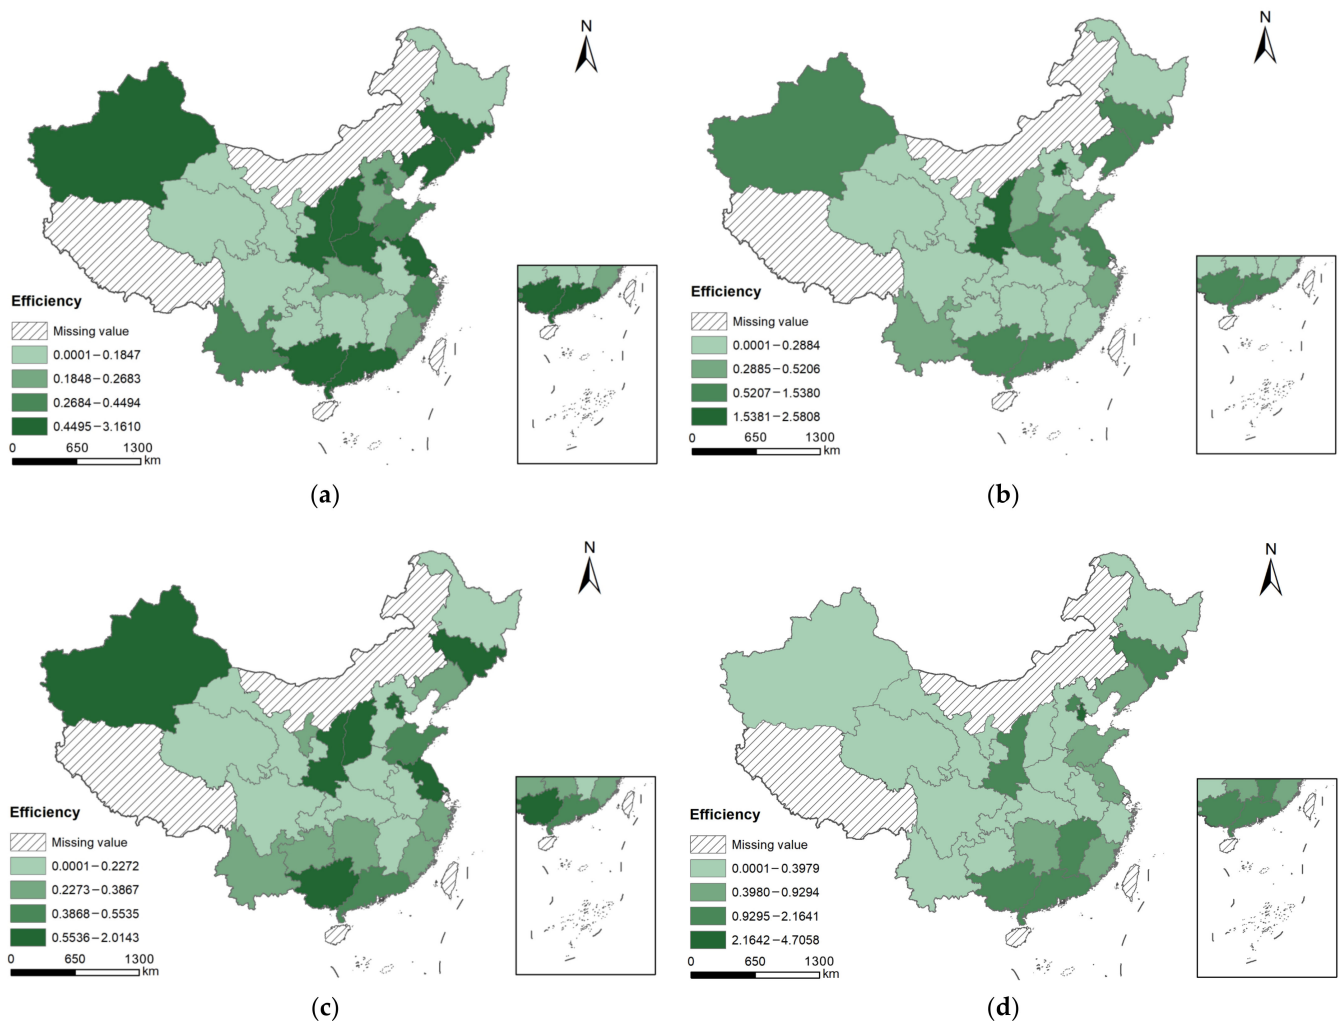 N
Efficiency
Missing value
0.0001–0.1847
0.1848–0.2683
0.2684–0.4494
0.4495–3.1610
0 650 1300
km
(a)
N
Efficiency
Missing value
0.0001–0.2884
0.2885–0.5206
0.5207–1.5380
1.5381–2.5808
0 650 1300
km
(b)
N
Efficiency
Missing value
0.0001–0.2272
0.2273–0.3867
0.3868–0.5535
0.5536–2.0143
0 650 1300
km
(c)
N
Efficiency
Missing value
0.0001–0.3979
0.3980–0.9294
0.9295–2.1641
2.1642–4.7058
0 650 1300
km
(d)